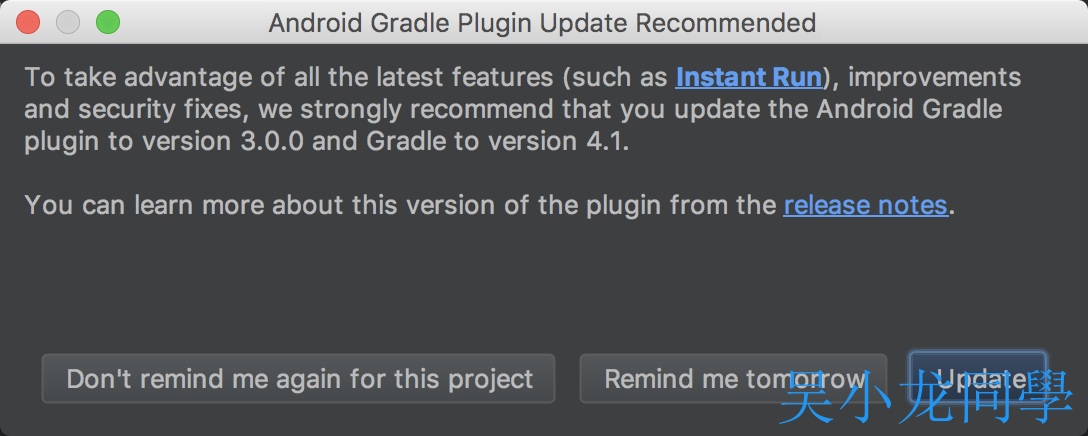 Android Gradle Plugin Update Recommended
To take advantage of all the latest features (such as Instant Run), improvements
and security fixes, we strongly recommend that you update the Android Gradle
plugin to version 3.0.0 and Gradle to version 4.1.
You can learn more about this version of the plugin from the release notes.
Don't remind me again for this project
Remind me tomorrow
Update
吴小龙同學